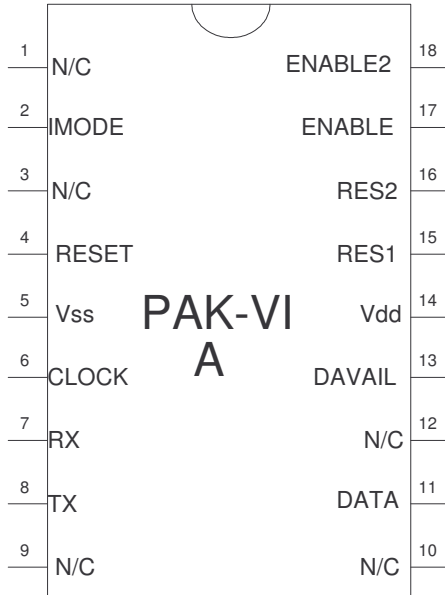 1 N/C ENABLE2 18
2 IMODE ENABLE 17
3 N/C RES2 16
4 RESET RES1 15
5 Vss PAK-VI Vdd 14
A
6 CLOCK DAVAIL 13
7 RX N/C 12
8 TX DATA 11
9 N/C N/C 10